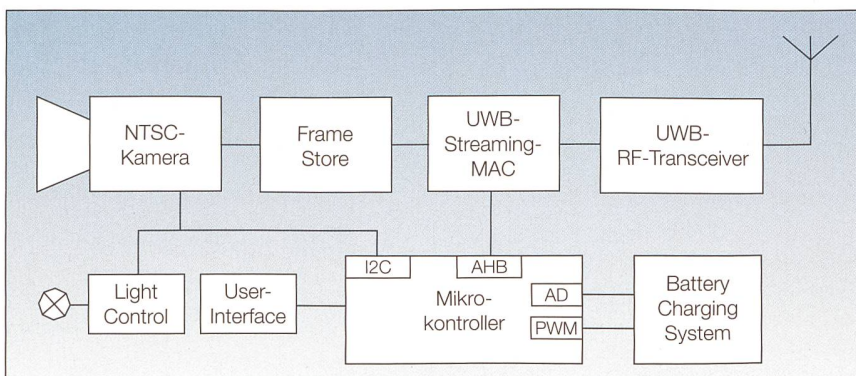 NTSC-
Kamera
Frame
Store
UWB-
Streaming-
MAC
UWB-
RF-Transceiver
I2C
AHB
Light
Control
User-
Interface
Mikro-
kontroller
AD
PWM
Battery
Charging
System